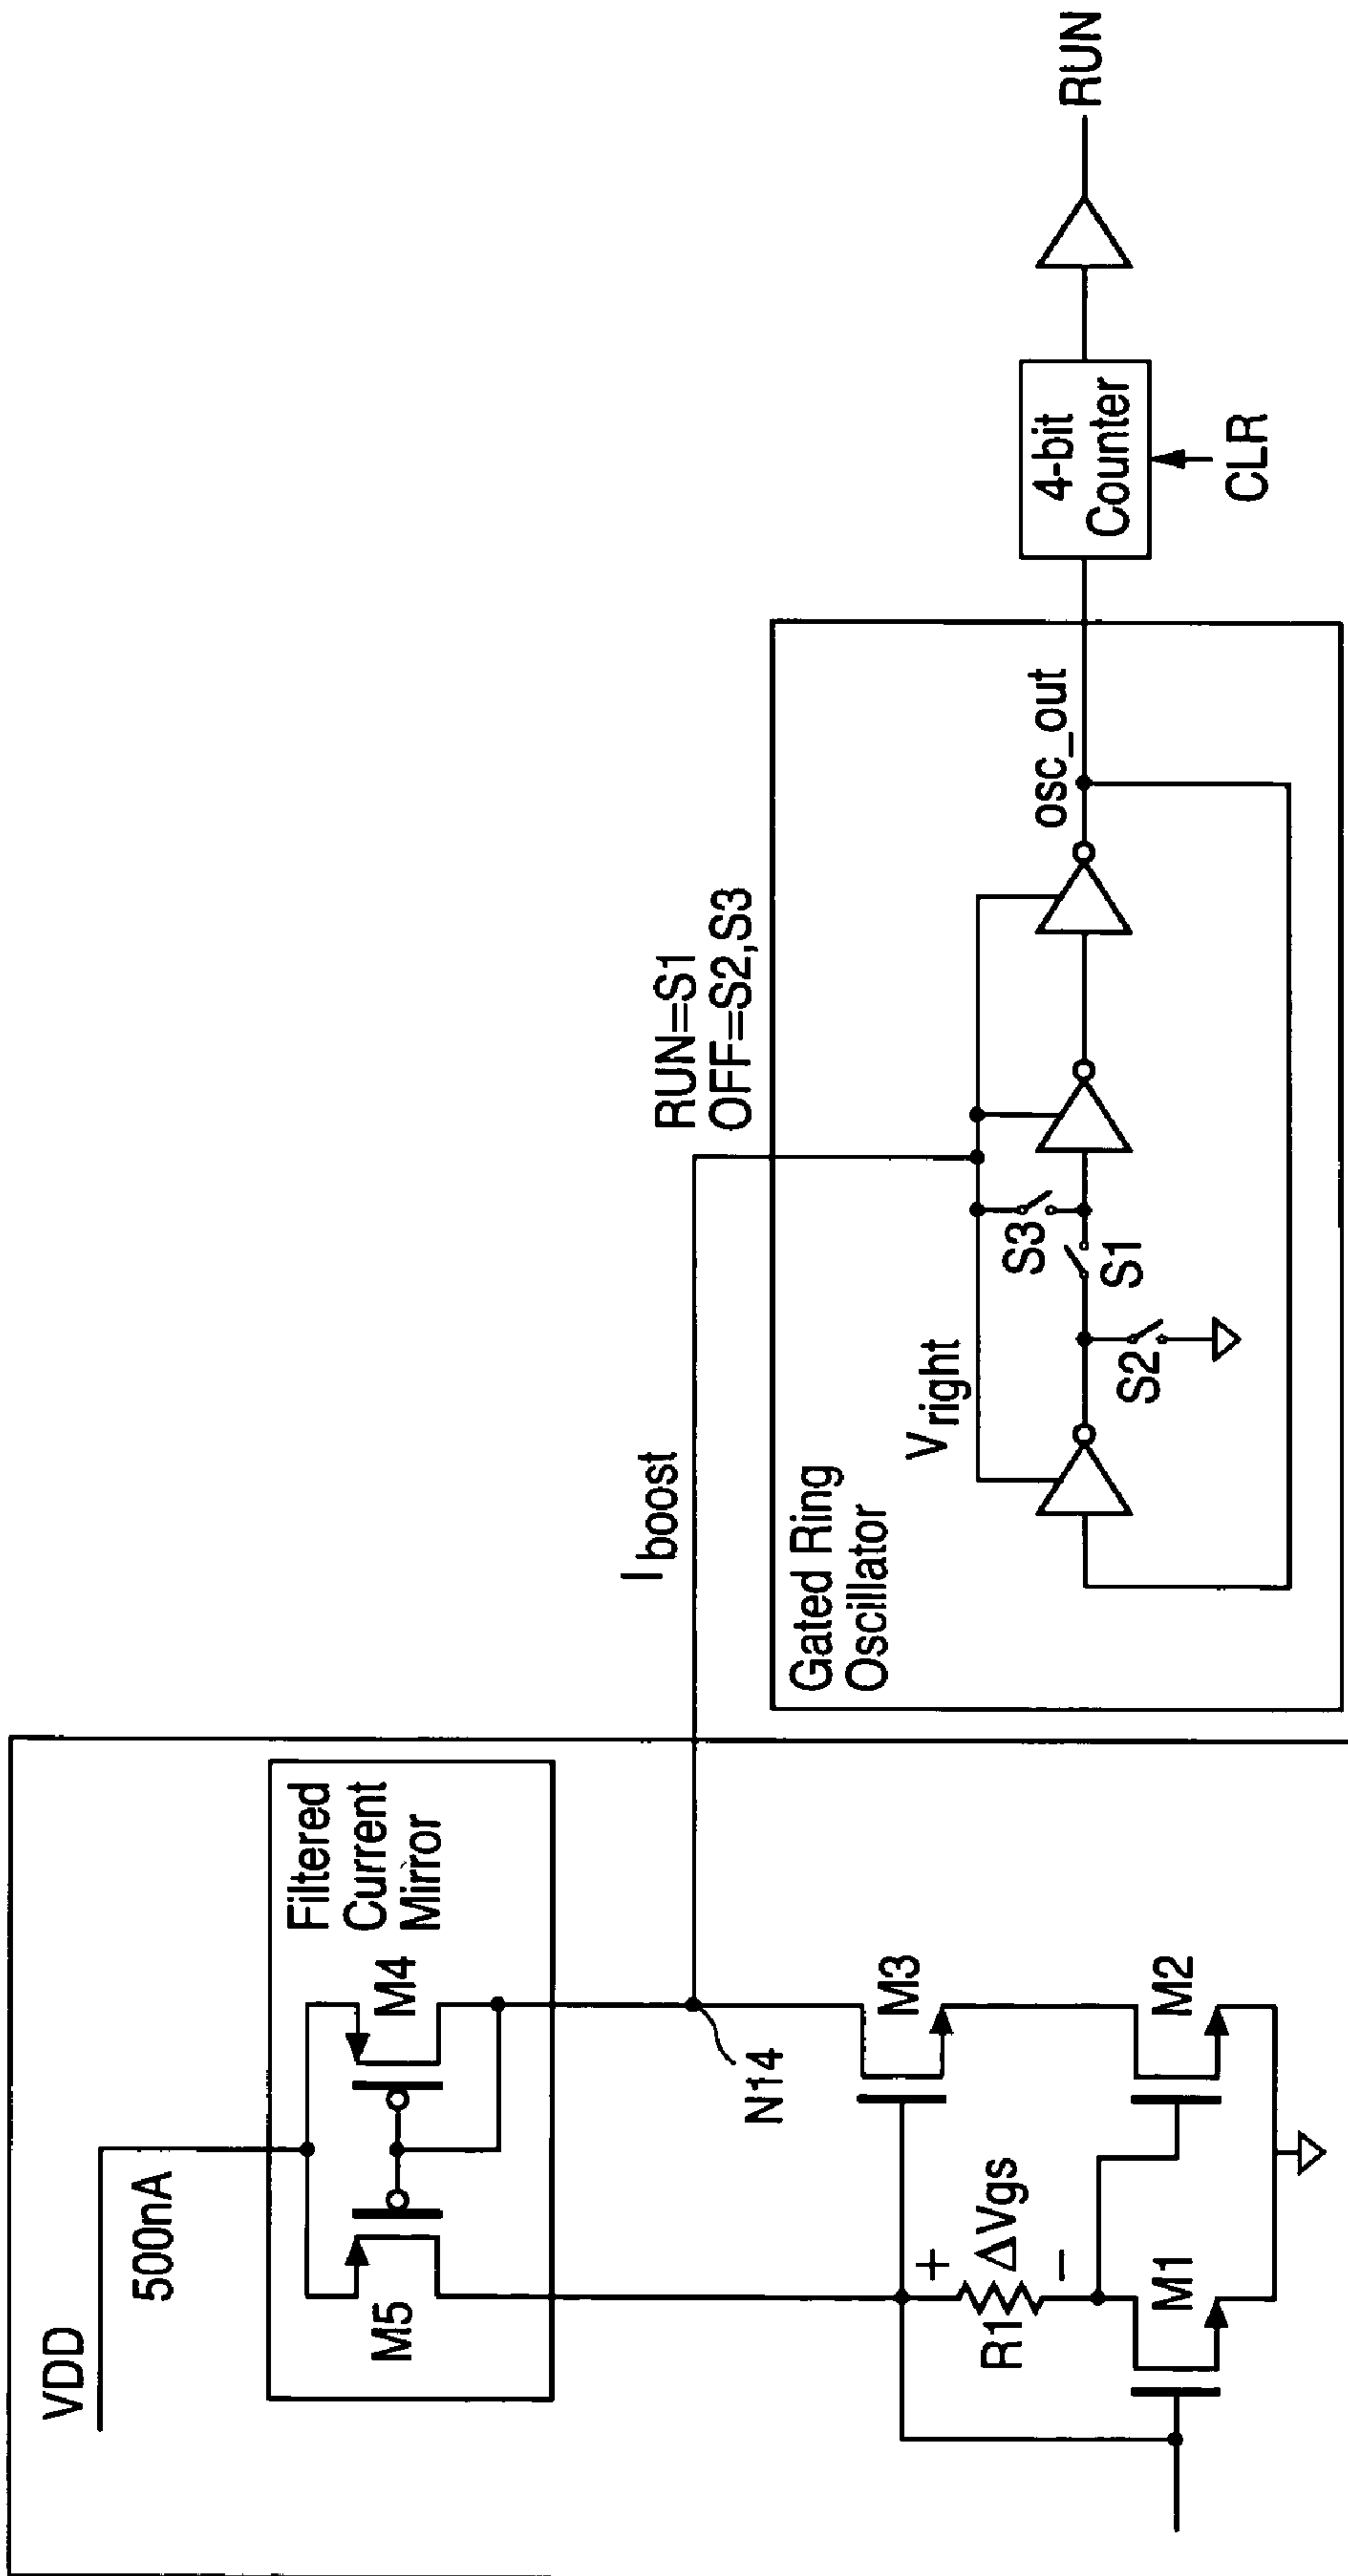 VDD
500nA
Filtered
Current
Mirror
M5
M4
N14
M3
R1
+
ΔVgs
−
M1
M2
Iboost
RUN=S1
OFF=S2,S3
Gated Ring
Oscillator
Vright
S3
S1
S2
osc_out
4-bit
Counter
CLR
RUN